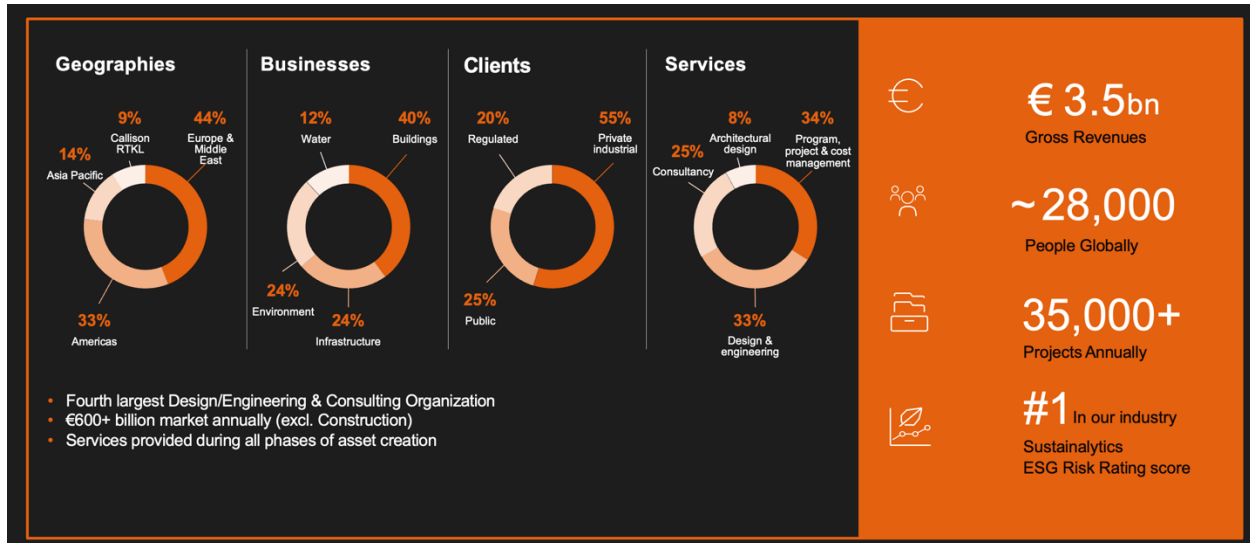 Geographies
9%
Callison
RTKL
44%
Europe &
Middle
East
14%
Asia Pacific
33%
Americas
Businesses
12%
Water
40%
Buildings
24%
Environment
24%
Infrastructure
Clients
20%
Regulated
55%
Private
industrial
25%
Public
Services
8%
Architectural
design
34%
Program,
project & cost
management
25%
Consultancy
33%
Design &
engineering
• Fourth largest Design/Engineering & Consulting Organization
• €600+ billion market annually (excl. Construction)
• Services provided during all phases of asset creation
€ 3.5bn
Gross Revenues
~ 28,000
People Globally
35,000+
Projects Annually
#1 In our industry
Sustainalytics
ESG Risk Rating score